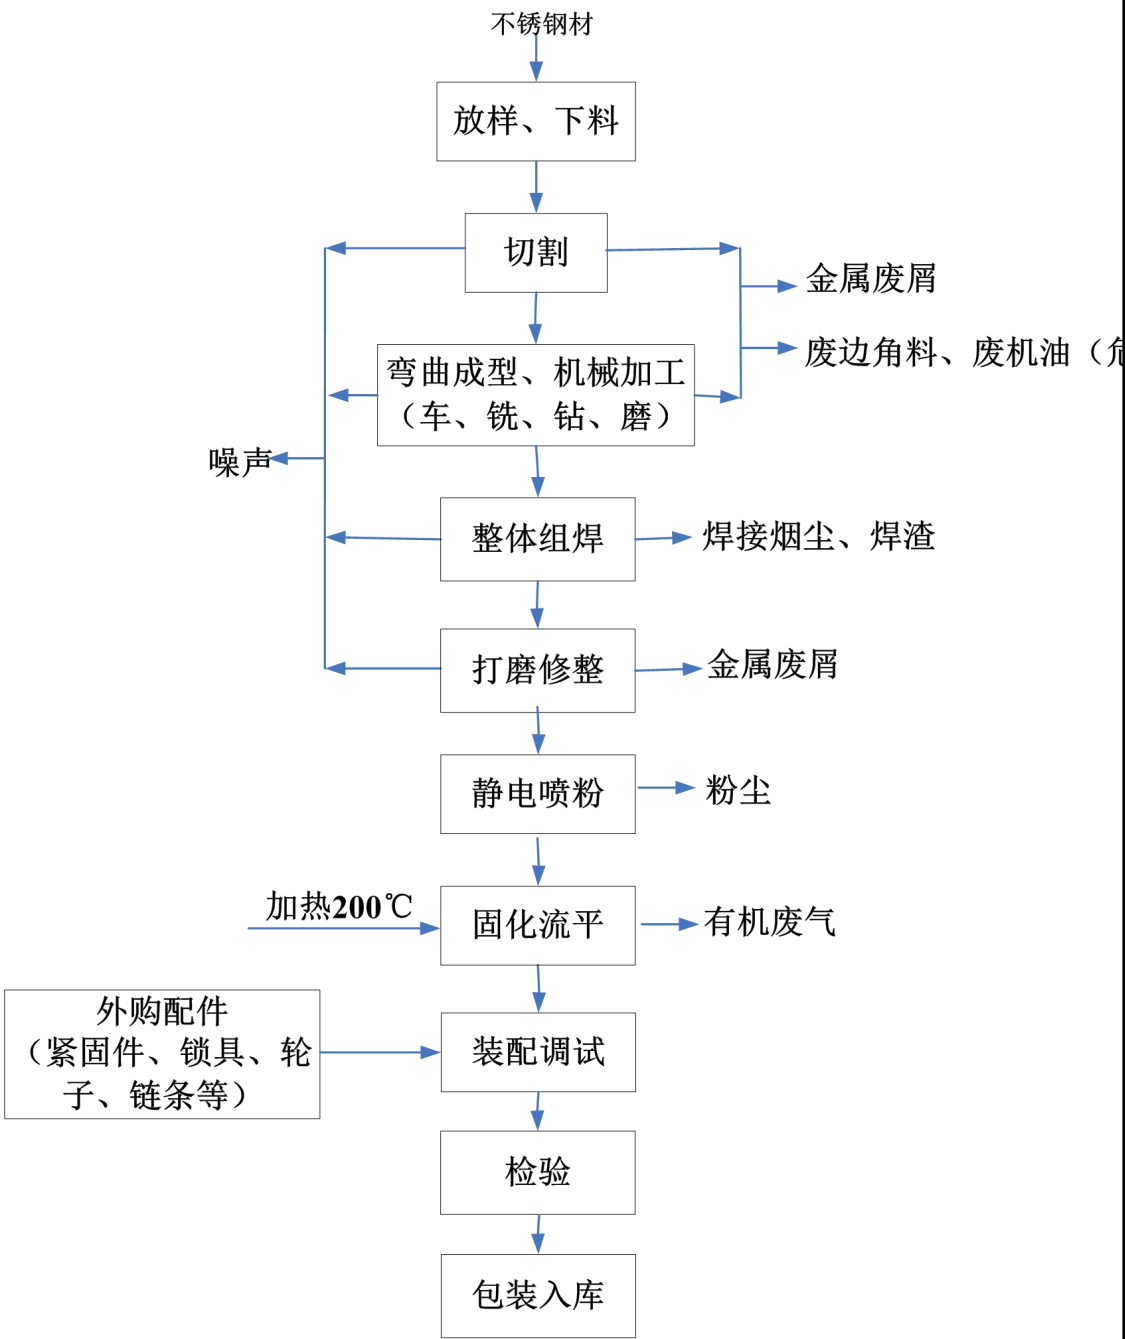 不锈钢材
放样、下料
切割
金属废屑
废边角料、废机油（危
弯曲成型、机械加工
（车、铣、钻、磨）
噪声
整体组焊
焊接烟尘、焊渣
打磨修整
金属废屑
静电喷粉
粉尘
加热200℃
固化流平
有机废气
外购配件
（紧固件、锁具、轮
子、链条等）
装配调试
检验
包装入库